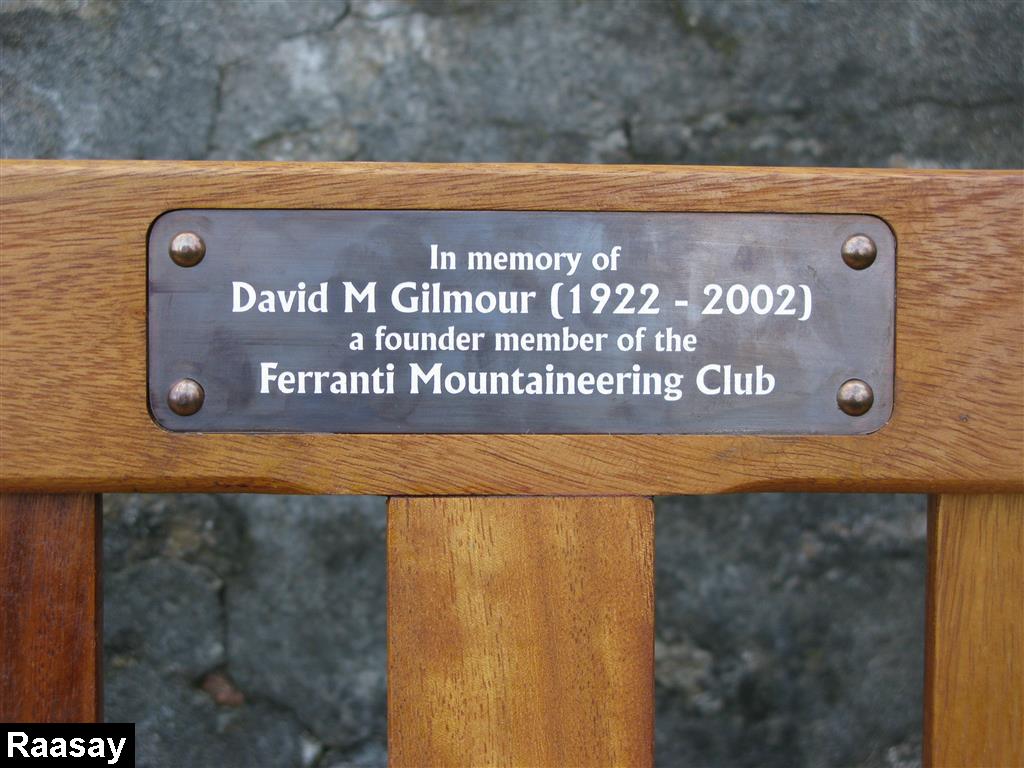 In memory of
David M Gilmour (1922 - 2002)
a founder member of the
Ferranti Mountaineering Club
Raasay